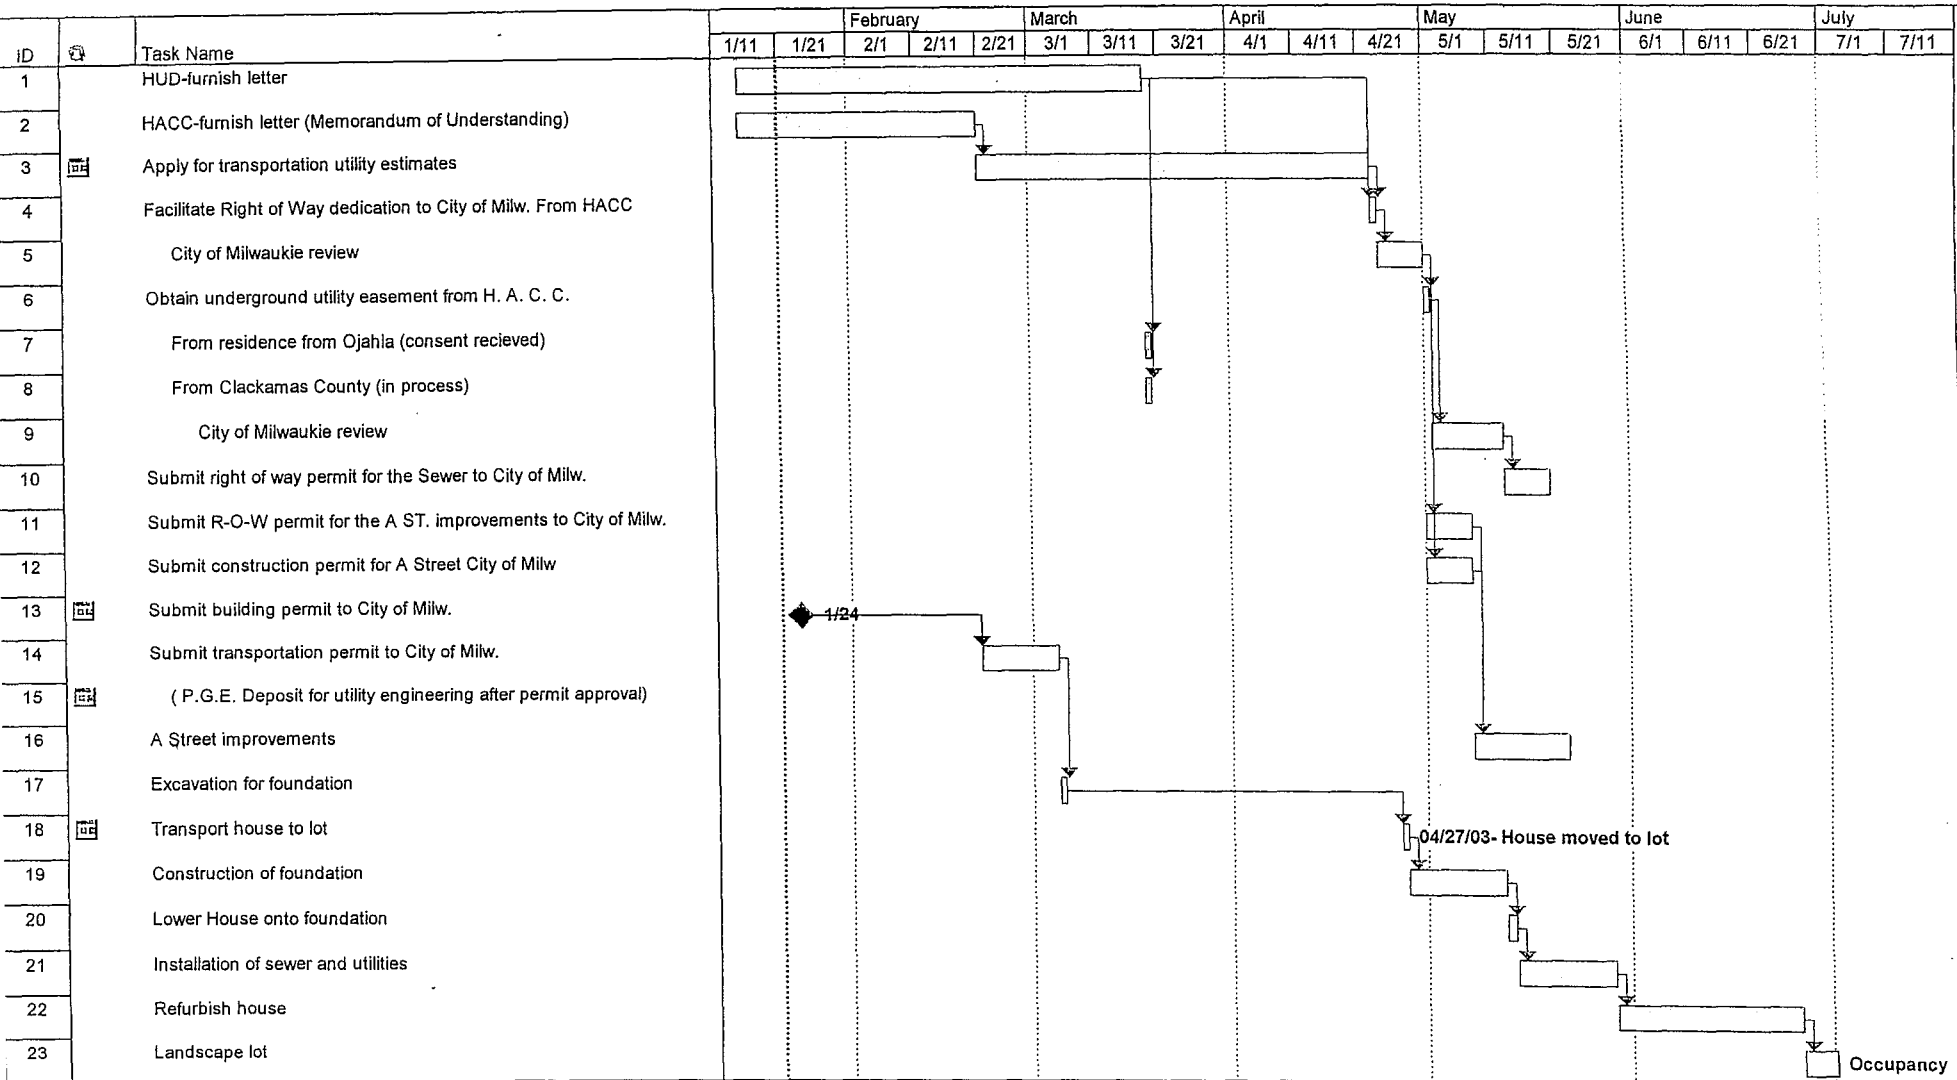 February March April May June July
ID Task Name 1/11 1/21 2/1 2/11 2/21 3/1 3/11 3/21 4/1 4/11 4/21 5/1 5/11 5/21 6/1 6/11 6/21 7/1 7/11
1 HUD-furnish letter
2 HACC-furnish letter (Memorandum of Understanding)
3 Apply for transportation utility estimates
4 Facilitate Right of Way dedication to City of Milw. From HACC
5 City of Milwaukie review
6 Obtain underground utility easement from H. A. C. C.
7 From residence from Ojahla (consent recieved)
8 From Clackamas County (in process)
9 City of Milwaukie review
10 Submit right of way permit for the Sewer to City of Milw.
11 Submit R-O-W permit for the A ST. improvements to City of Milw.
12 Submit construction permit for A Street City of Milw
13 Submit building permit to City of Milw. 1/24
14 Submit transportation permit to City of Milw.
15 ( P.G.E. Deposit for utility engineering after permit approval)
16 A Street improvements
17 Excavation for foundation
18 Transport house to lot 04/27/03- House moved to lot
19 Construction of foundation
20 Lower House onto foundation
21 Installation of sewer and utilities
22 Refurbish house
23 Landscape lot Occupancy